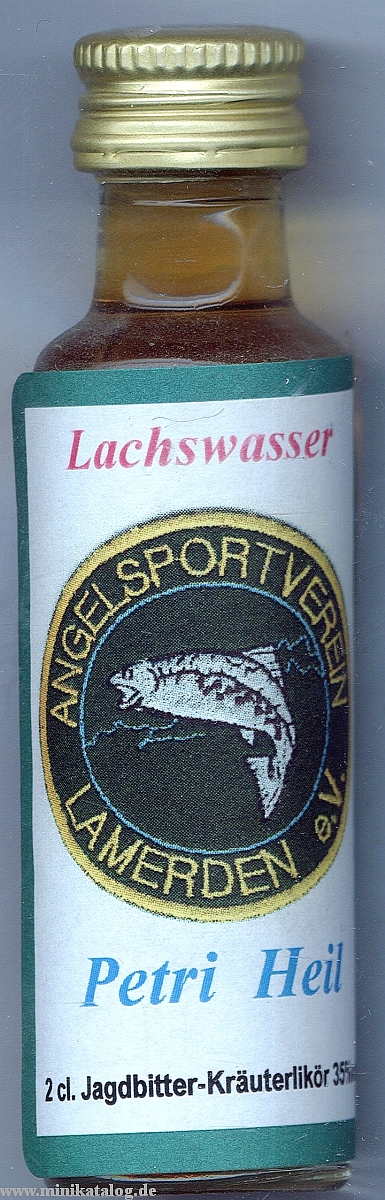 Lachswasser
ANGELSPORTVEREIN
LAMERDEN e.V.
Petri Heil
2 cl. Jagdbitter-Kräuterlikör 35%
www.minikatalog.de